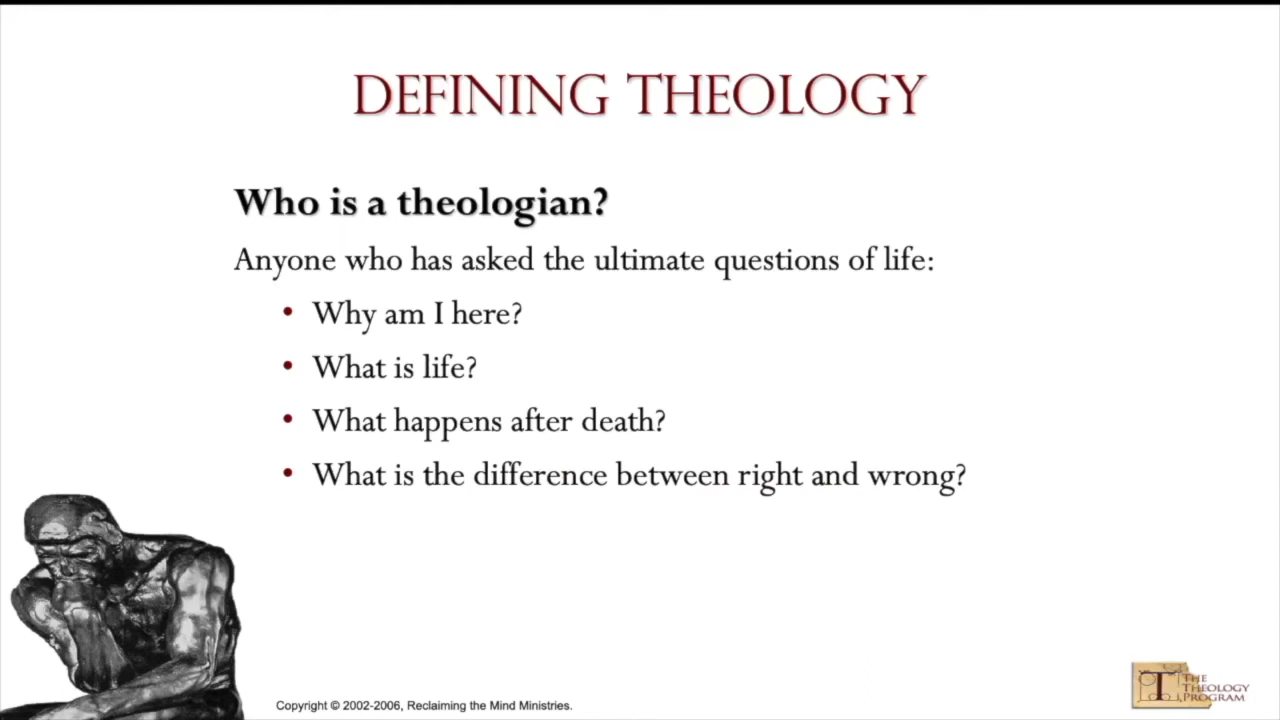 DEFINING THEOLOGY
Who is a theologian?
Anyone who has asked the ultimate questions of life:
• Why am I here?
• What is life?
• What happens after death?
• What is the difference between right and wrong?
Copyright © 2002-2006, Reclaiming the Mind Ministries.
T
THE
THEOLOGY
PROGRAM